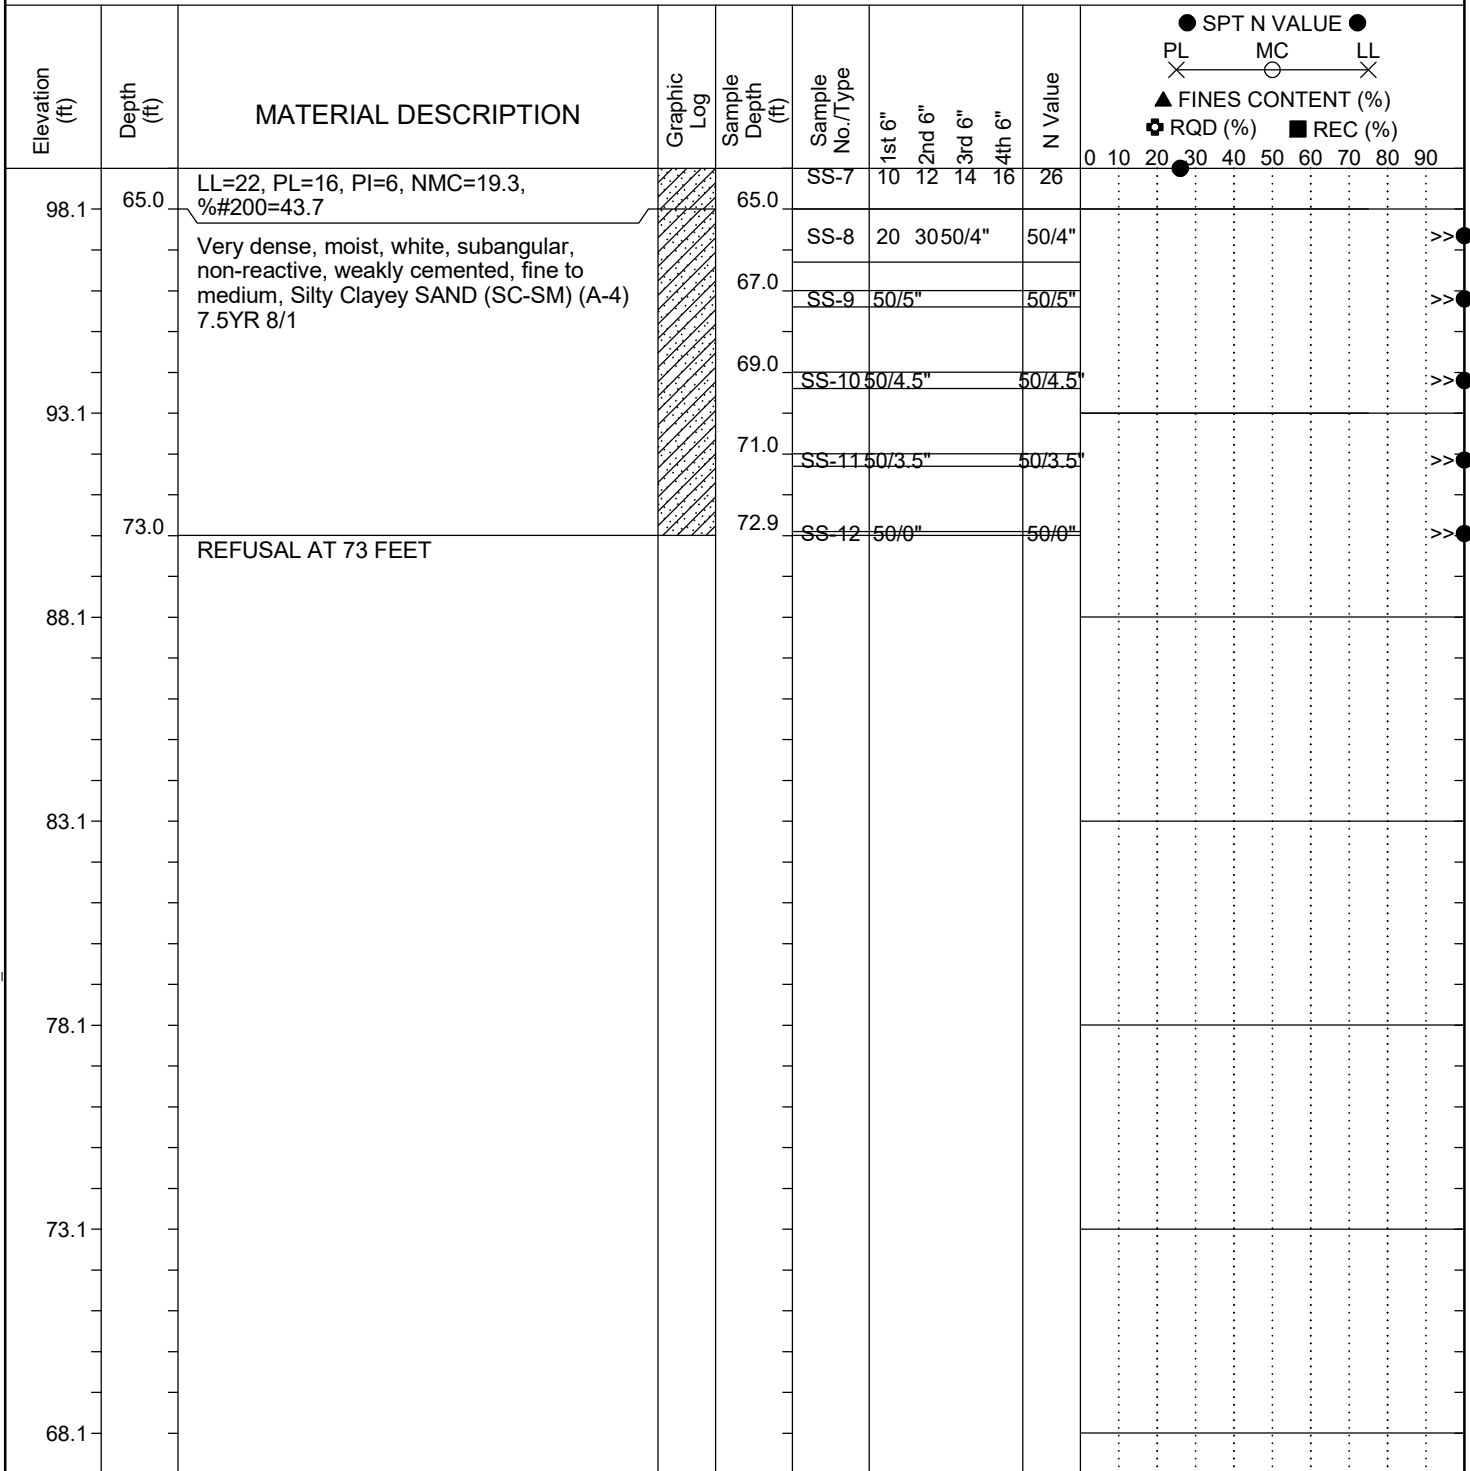 Elevation (ft)
Depth (ft)
MATERIAL DESCRIPTION
Graphic Log
Sample Depth (ft)
Sample No./Type
1st 6"
2nd 6"
3rd 6"
4th 6"
N Value
SPT N VALUE
PL MC LL
FINES CONTENT (%)
RQD (%) REC (%)
0 10 20 30 40 50 60 70 80 90
LL=22, PL=16, PI=6, NMC=19.3,
%#200=43.7
SS-7 10 12 14 16 26
98.1 65.0 65.0
Very dense, moist, white, subangular,
non-reactive, weakly cemented, fine to
medium, Silty Clayey SAND (SC-SM) (A-4)
7.5YR 8/1
SS-8 20 30 50/4" 50/4" >>
67.0
SS-9 50/5" 50/5" >>
69.0
SS-10 50/4.5" 50/4.5" >>
93.1
71.0
SS-11 50/3.5" 50/3.5" >>
73.0 72.9
SS-12 50/0" 50/0" >>
REFUSAL AT 73 FEET
88.1
83.1
78.1
73.1
68.1